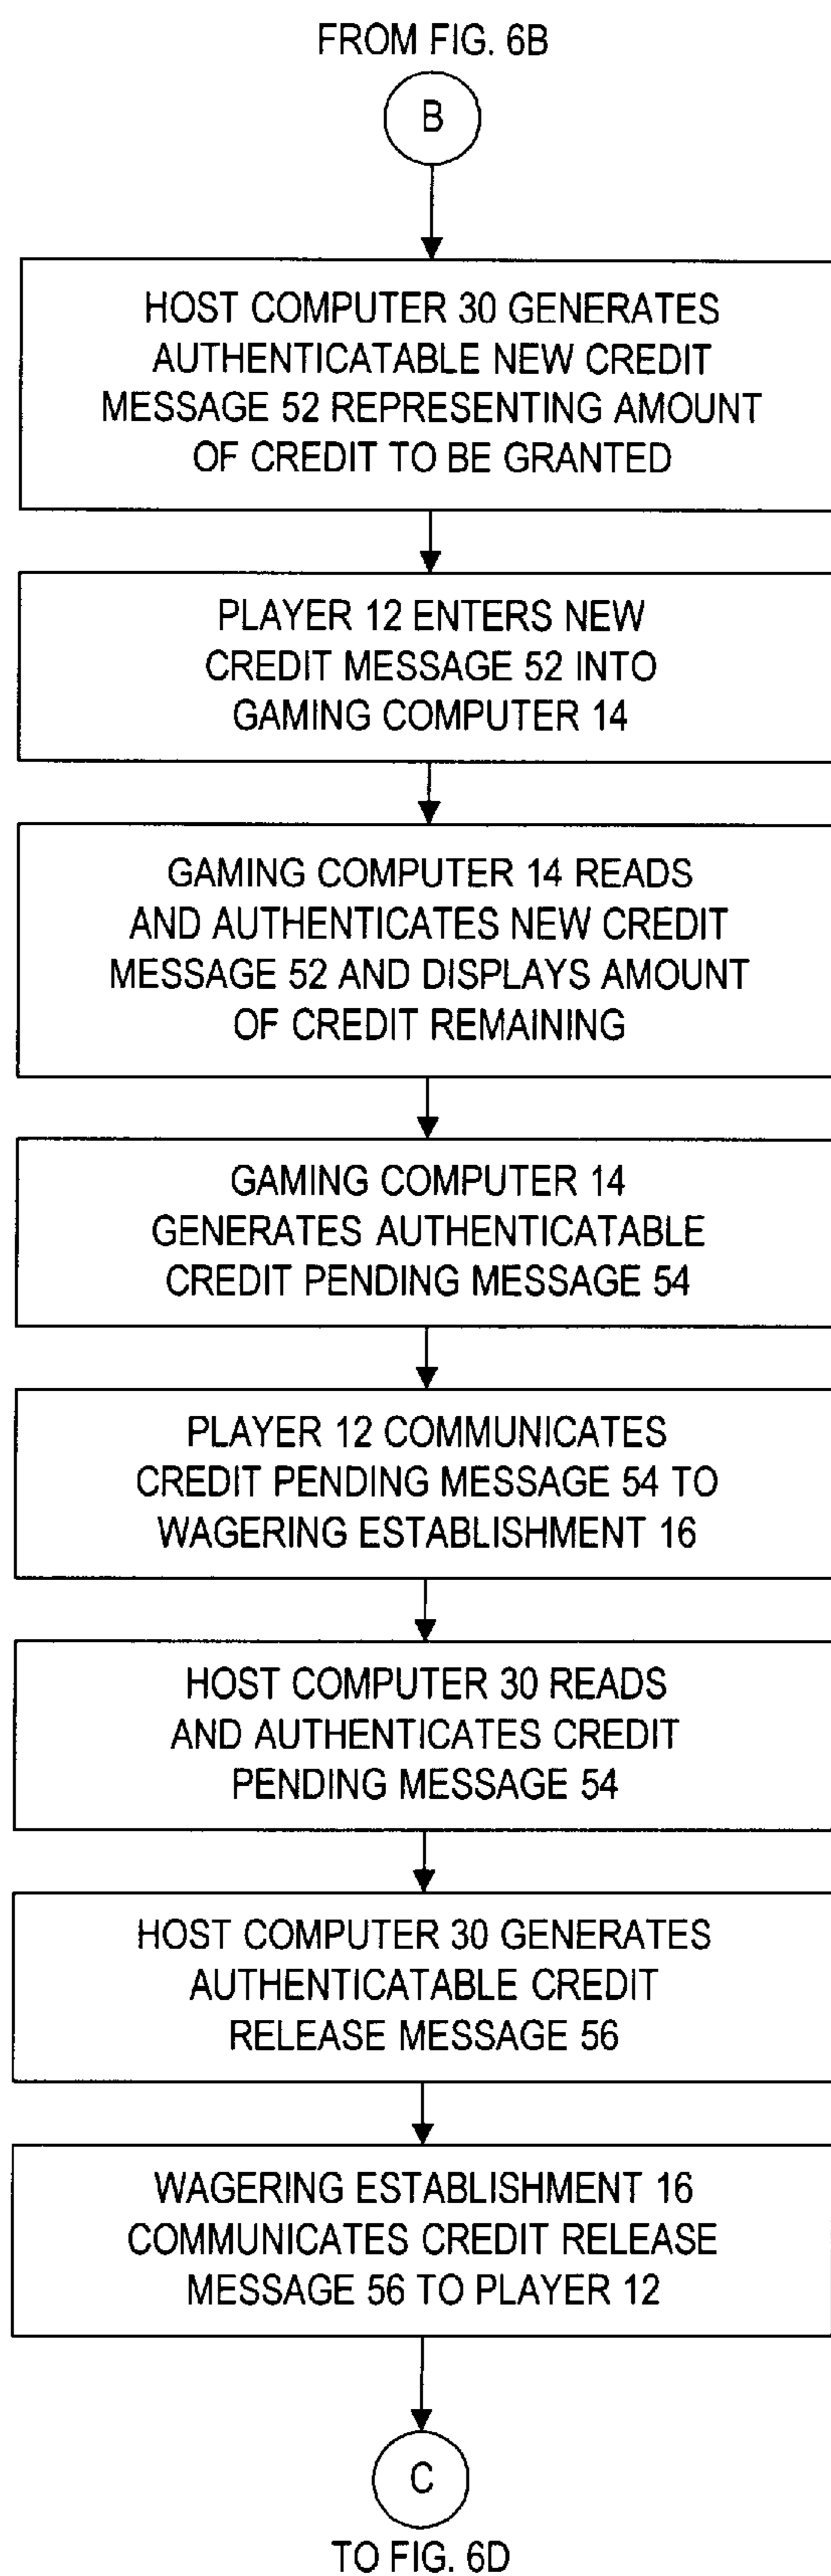 FROM FIG. 6B
B
HOST COMPUTER 30 GENERATES
AUTHENTICATABLE NEW CREDIT
MESSAGE 52 REPRESENTING AMOUNT
OF CREDIT TO BE GRANTED
PLAYER 12 ENTERS NEW
CREDIT MESSAGE 52 INTO
GAMING COMPUTER 14
GAMING COMPUTER 14 READS
AND AUTHENTICATES NEW CREDIT
MESSAGE 52 AND DISPLAYS AMOUNT
OF CREDIT REMAINING
GAMING COMPUTER 14
GENERATES AUTHENTICATABLE
CREDIT PENDING MESSAGE 54
PLAYER 12 COMMUNICATES
CREDIT PENDING MESSAGE 54 TO
WAGERING ESTABLISHMENT 16
HOST COMPUTER 30 READS
AND AUTHENTICATES CREDIT
PENDING MESSAGE 54
HOST COMPUTER 30 GENERATES
AUTHENTICATABLE CREDIT
RELEASE MESSAGE 56
WAGERING ESTABLISHMENT 16
COMMUNICATES CREDIT RELEASE
MESSAGE 56 TO PLAYER 12
C
TO FIG. 6D